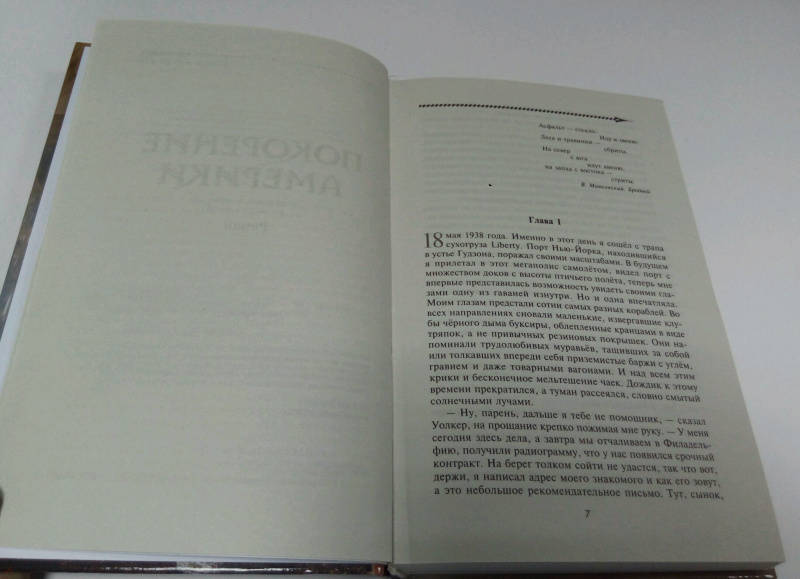 ПОКОРЕНИЕ
АМЕРИКИ
Роман
Асфальт — стекло.
Иду и звеню.
Леса и травинки —
сбриты.
На север
с юга
идут авеню,
на запад с востока —
стриты.
В. Маяковский. Бродвей
Глава 1
18 мая 1938 года. Именно в этот день я сошёл с трапа
сухогруза Liberty. Порт Нью-Йорка, находившийся
в устье Гудзона, поражал своими масштабами. В будущем
я прилетал в этот мегаполис самолётом, видел порт с
множеством доков с высоты птичьего полёта, теперь мне
впервые представилась возможность увидеть своими гла-
зами одну из гаваней изнутри. Но и одна впечатляла.
Моим глазам предстали сотни самых разных кораблей. Во
всех направлениях сновали маленькие, извергавшие клу-
бы чёрного дыма буксиры, облепленные кранцами в виде
тряпок, а не привычных резиновых покрышек. Они на-
поминали трудолюбивых муравьёв, тащивших за собой
или толкавших впереди себя приземистые баржи с углём,
гравием и даже товарными вагонами. И над всем этим
крики и бесконечное мельтешение чаек. Дождик к этому
времени прекратился, а туман рассеялся, словно смытый
солнечными лучами.
— Ну, парень, дальше я тебе не помощник, — сказал
Уолкер, на прощание крепко пожимая мне руку. — У меня
сегодня здесь дела, а завтра мы отчаливаем в Филадель-
фию, получили радиограмму, что у нас появился срочный
контракт. На берег толком сойти не удастся, так что вот,
держи, я написал адрес моего знакомого и как его зовут,
а это небольшое рекомендательное письмо. Тут, сынок,
7